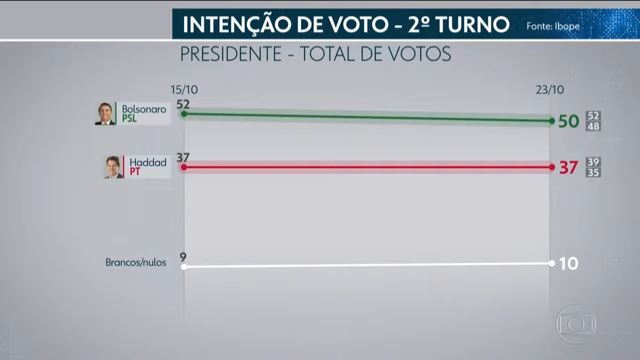 INTENÇÃO DE VOTO - 2º TURNO
Fonte: Ibope
PRESIDENTE - TOTAL DE VOTOS
15/10 23/10
Bolsonaro
PSL
52
50
52
48
Haddad
PT
37
37
39
35
Brancos/nulos
9
10